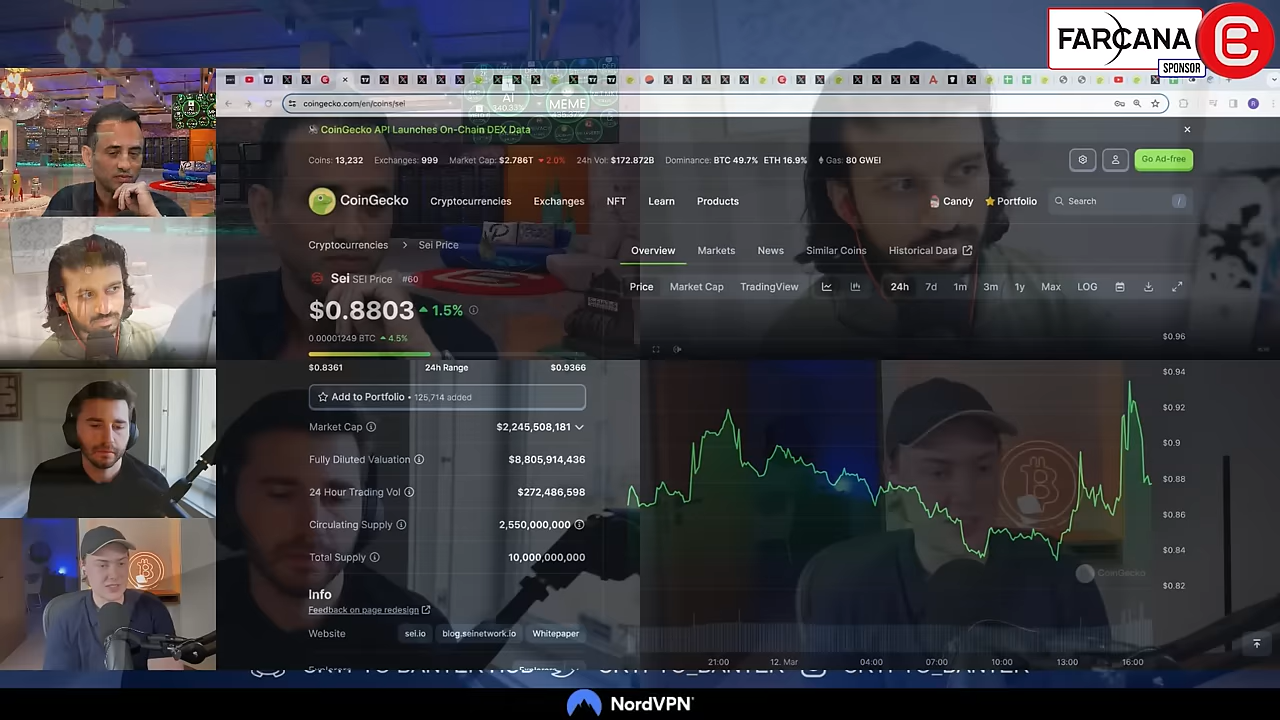 FARCANA
SPONSOR
coingecko.com/en/coins/sei
AI
MEME
CoinGecko API Launches On-Chain DEX Data
Coins: 13,232 Exchanges: 999 Market Cap: $2.786T 2.0% 24h Vol: $172.872B Dominance: BTC 49.7% ETH 16.9% Gas: 80 GWEI
Go Ad-free
CoinGecko Cryptocurrencies Exchanges NFT Learn Products Candy Portfolio Search /
Cryptocurrencies > Sei Price
Overview Markets News Similar Coins Historical Data
Sei SEI Price #60
Price Market Cap TradingView 24h 7d 1m 3m 1y Max LOG
$0.8803 1.5%
0.00001249 BTC 4.5%
$0.8361 24h Range $0.9366
Add to Portfolio • 125,714 added
Market Cap $2,245,508,181
Fully Diluted Valuation $8,805,914,436
24 Hour Trading Vol $272,486,598
Circulating Supply 2,550,000,000
Total Supply 10,000,000,000
Info
Feedback on page redesign
Website sei.io blog.seinetwork.io Whitepaper
$0.96
$0.94
$0.92
$0.9
$0.88
$0.86
$0.84
$0.82
CoinGecko
21:00 12. Mar 04:00 07:00 10:00 13:00 16:00
CRYPTO_BANTER
NordVPN